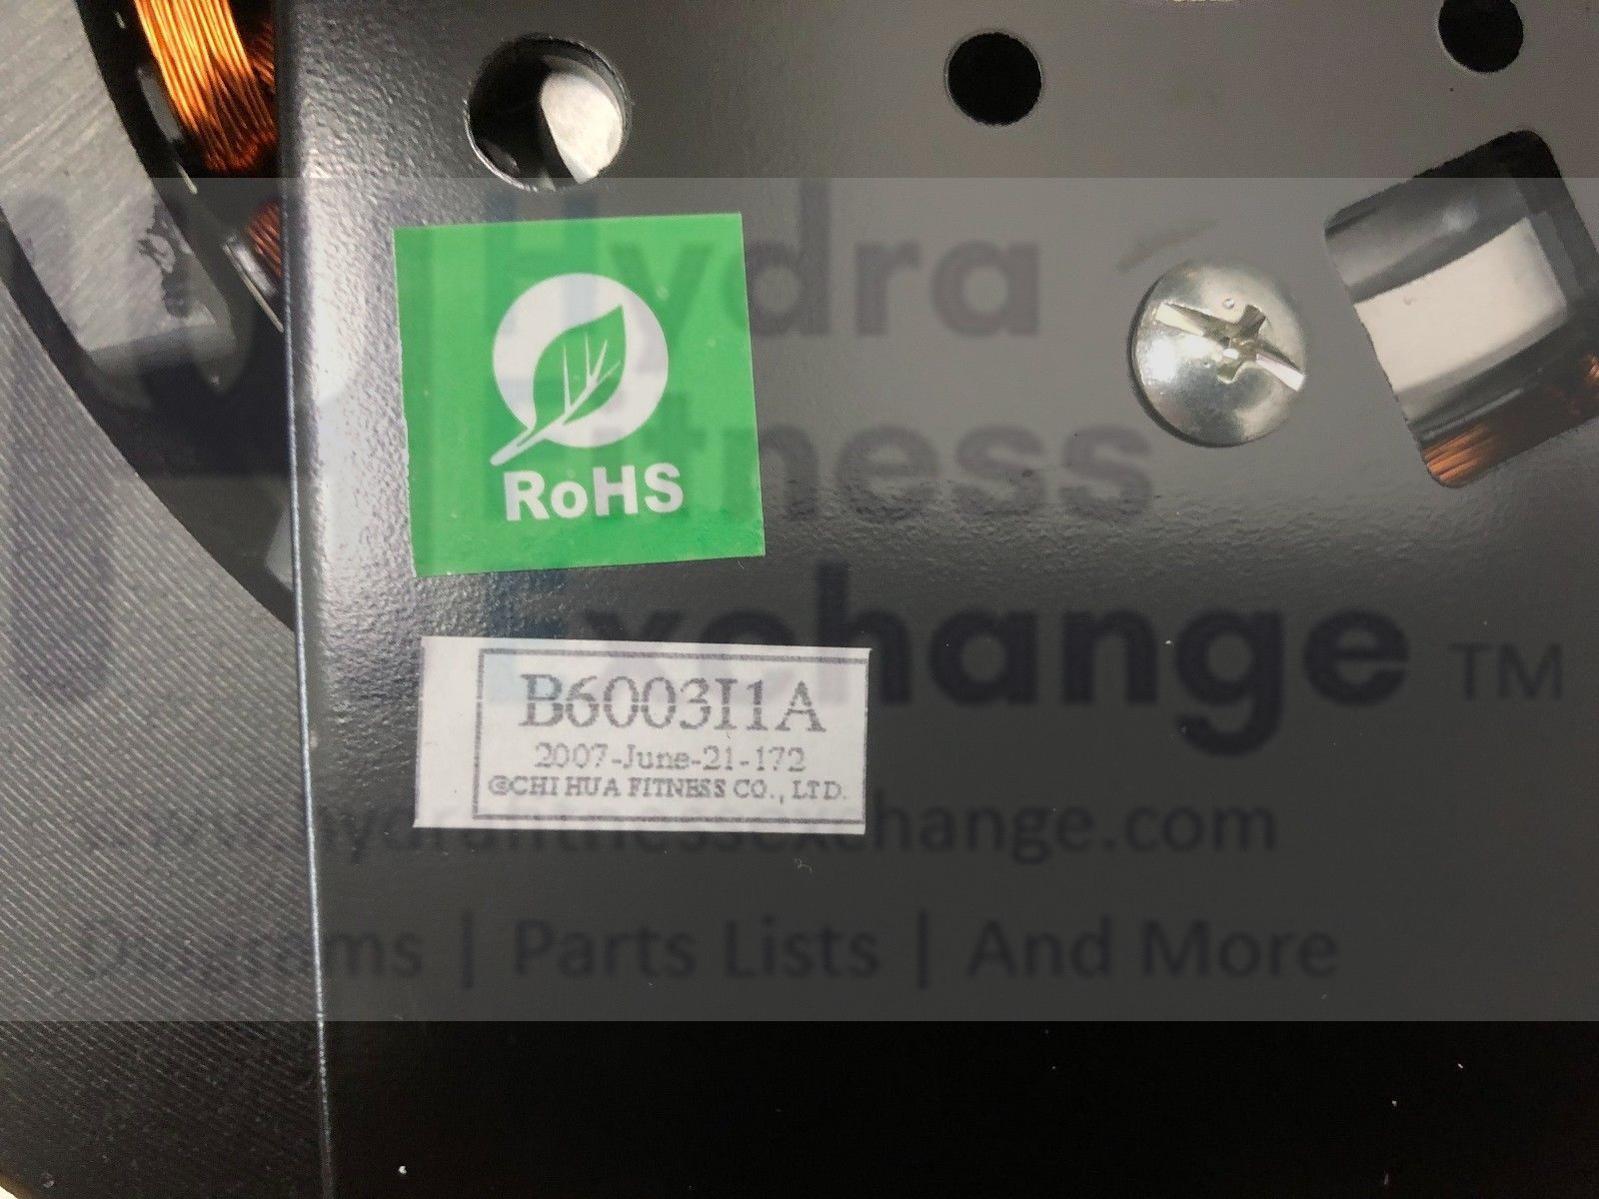 Hydra
Fitness
Exchange TM
RoHS
B6003I1A
2007-June-21-172
©CHI HUA FITNESS CO., LTD.
www.hydrafitnessexchange.com
Diagrams | Parts Lists | And More